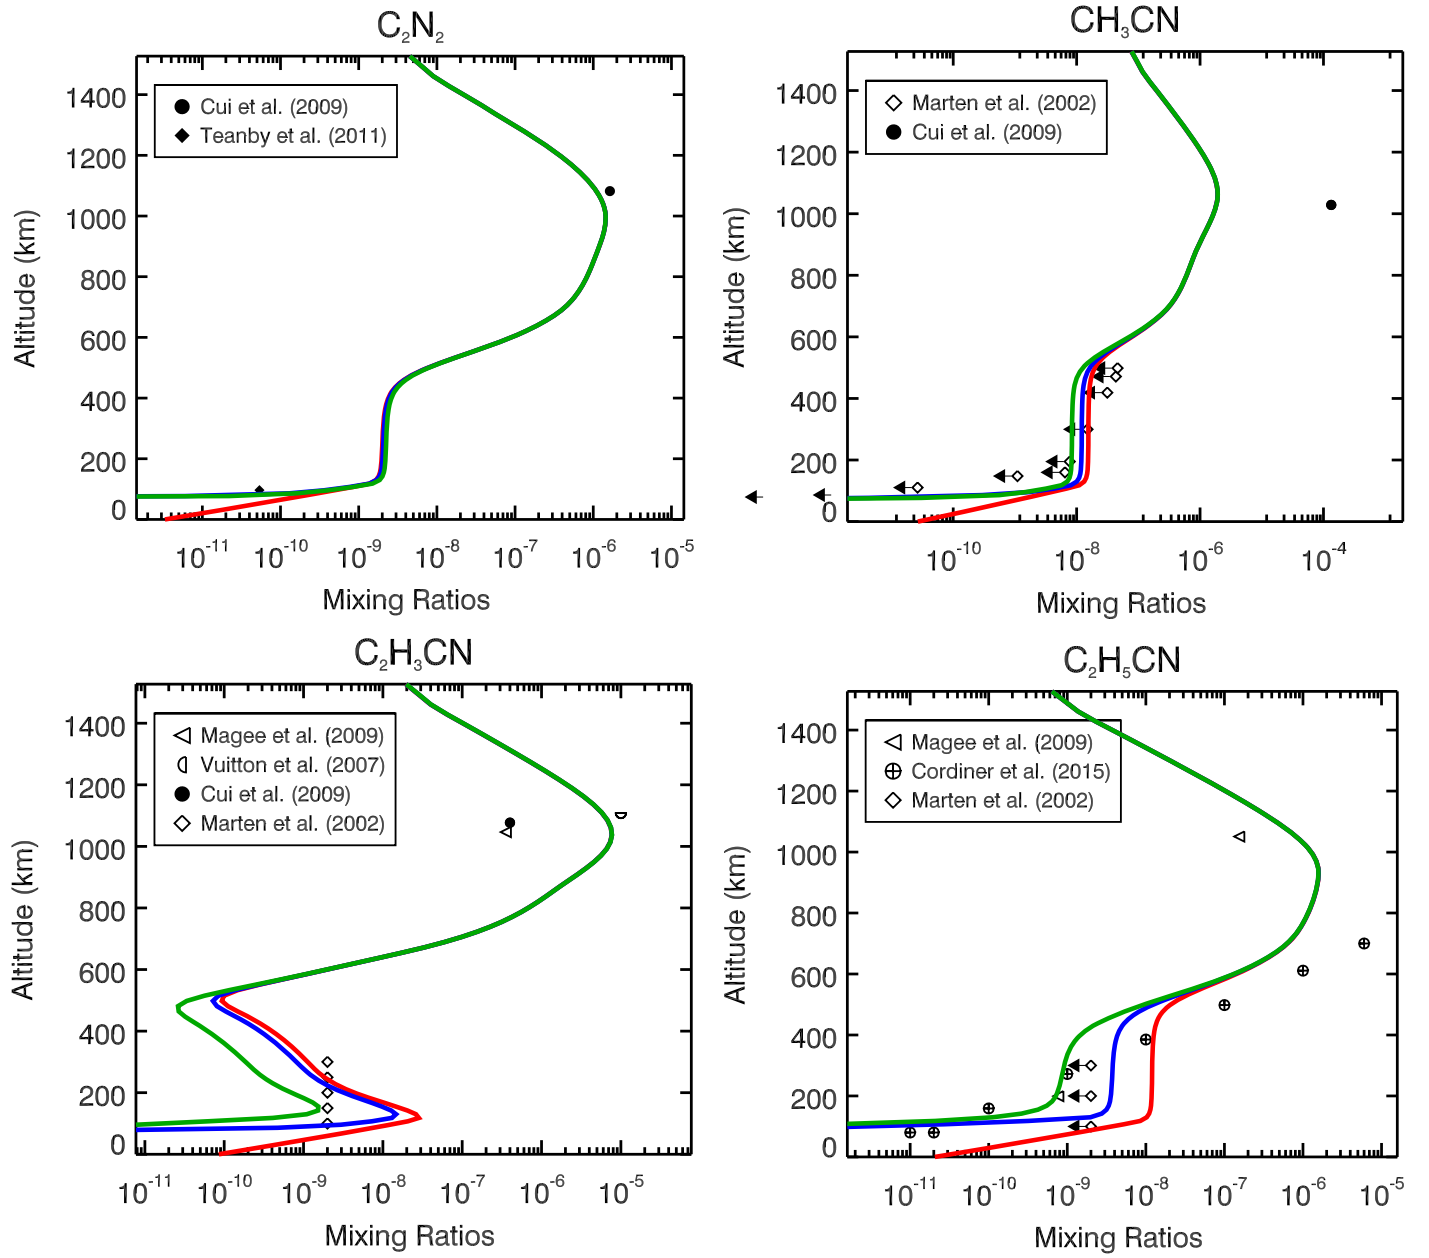 C₂N₂
Cui et al. (2009)
Teanby et al. (2011)
Altitude (km)
1400
1200
1000
800
600
400
200
0
10⁻¹¹ 10⁻¹⁰ 10⁻⁹ 10⁻⁸ 10⁻⁷ 10⁻⁶ 10⁻⁵
Mixing Ratios
CH₃CN
Marten et al. (2002)
Cui et al. (2009)
Altitude (km)
1400
1200
1000
800
600
400
200
0
10⁻¹⁰ 10⁻⁸ 10⁻⁶ 10⁻⁴
Mixing Ratios
C₂H₃CN
Magee et al. (2009)
Vuitton et al. (2007)
Cui et al. (2009)
Marten et al. (2002)
Altitude (km)
1400
1200
1000
800
600
400
200
0
10⁻¹¹ 10⁻¹⁰ 10⁻⁹ 10⁻⁸ 10⁻⁷ 10⁻⁶ 10⁻⁵
Mixing Ratios
C₂H₅CN
Magee et al. (2009)
Cordiner et al. (2015)
Marten et al. (2002)
Altitude (km)
1400
1200
1000
800
600
400
200
0
10⁻¹¹ 10⁻¹⁰ 10⁻⁹ 10⁻⁸ 10⁻⁷ 10⁻⁶ 10⁻⁵
Mixing Ratios